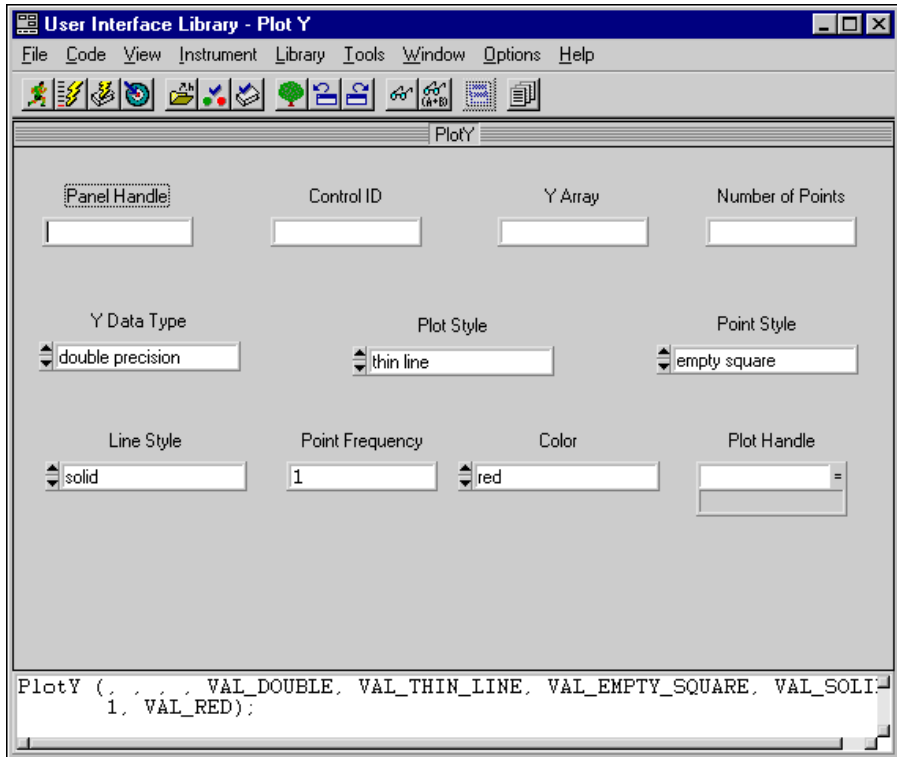 User Interface Library - Plot Y
File Code View Instrument Library Tools Window Options Help
(A+B)
PlotY
Panel Handle Control ID Y Array Number of Points
Y Data Type Plot Style Point Style
double precision thin line empty square
Line Style Point Frequency Color Plot Handle
solid 1 red =
PlotY (, , , , VAL_DOUBLE, VAL_THIN_LINE, VAL_EMPTY_SQUARE, VAL_SOLI
1, VAL_RED);